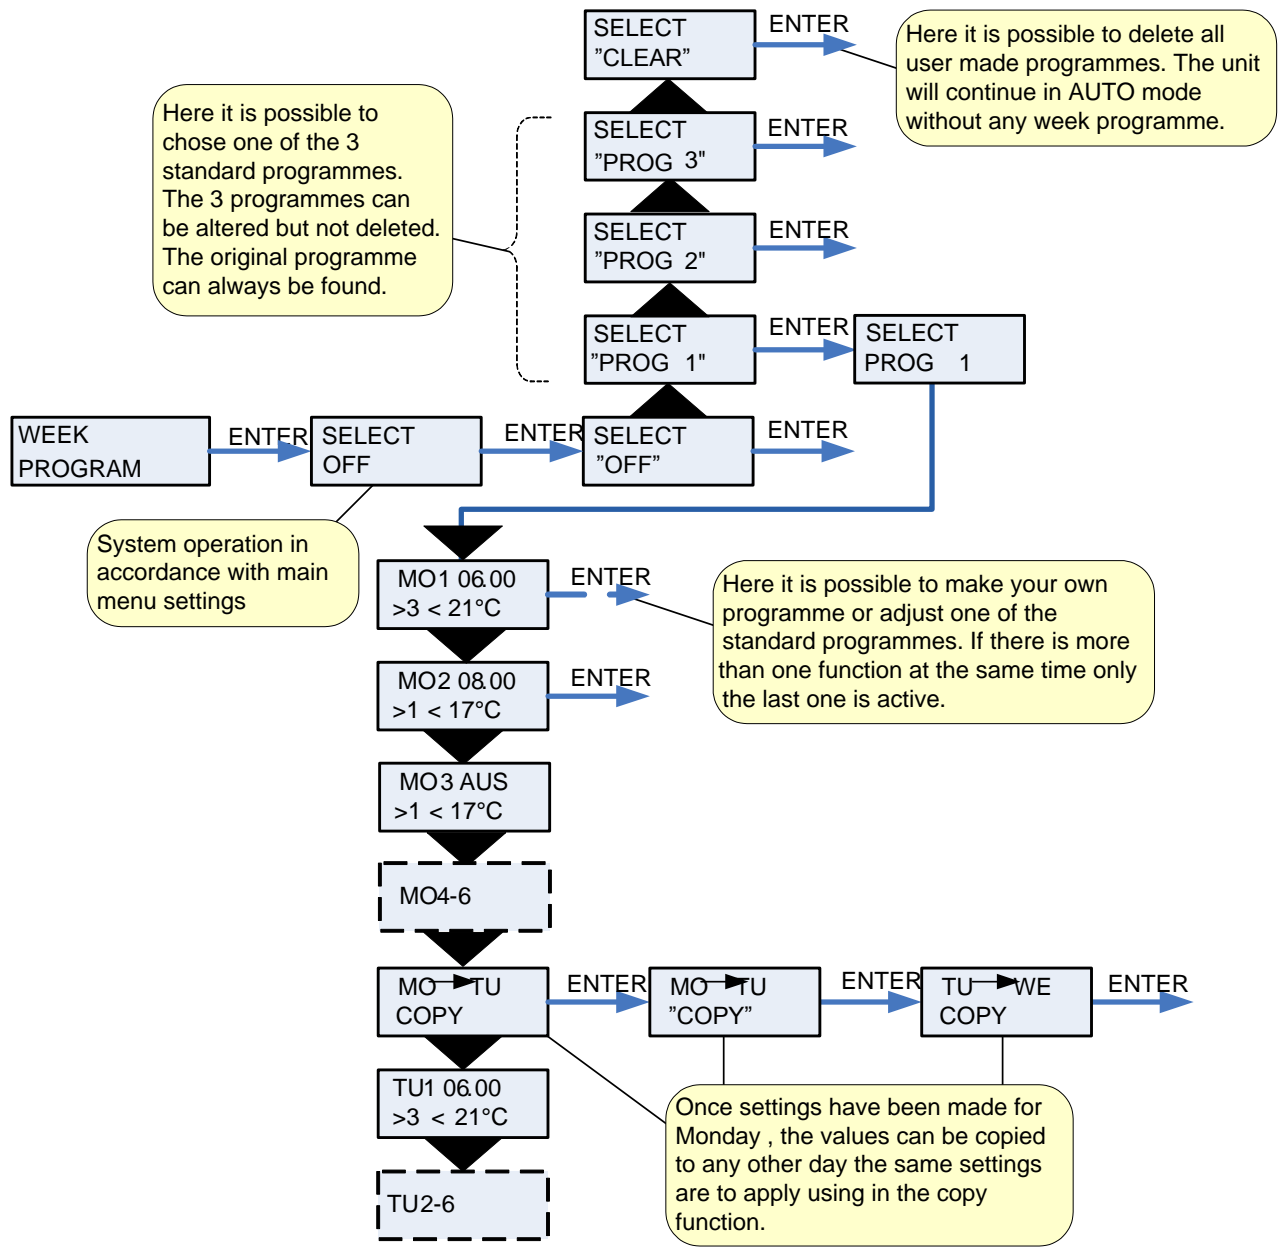 SELECT
"CLEAR"
ENTER
Here it is possible to delete all
user made programmes. The unit
will continue in AUTO mode
without any week programme.
Here it is possible to
chose one of the 3
standard programmes.
The 3 programmes can
be altered but not deleted.
The original programme
can always be found.
SELECT
"PROG 3"
ENTER
SELECT
"PROG 2"
ENTER
SELECT
"PROG 1"
ENTER
SELECT
PROG 1
WEEK
PROGRAM
ENTER
SELECT
OFF
ENTER
SELECT
"OFF"
ENTER
System operation in
accordance with main
menu settings
MO1 06.00
>3 < 21°C
ENTER
Here it is possible to make your own
programme or adjust one of the
standard programmes. If there is more
than one function at the same time only
the last one is active.
MO2 08.00
>1 < 17°C
ENTER
MO3 AUS
>1 < 17°C
MO4-6
MO TU
COPY
ENTER
MO TU
"COPY"
ENTER
TU WE
COPY
ENTER
TU1 06.00
>3 < 21°C
Once settings have been made for
Monday , the values can be copied
to any other day the same settings
are to apply using in the copy
function.
TU2-6